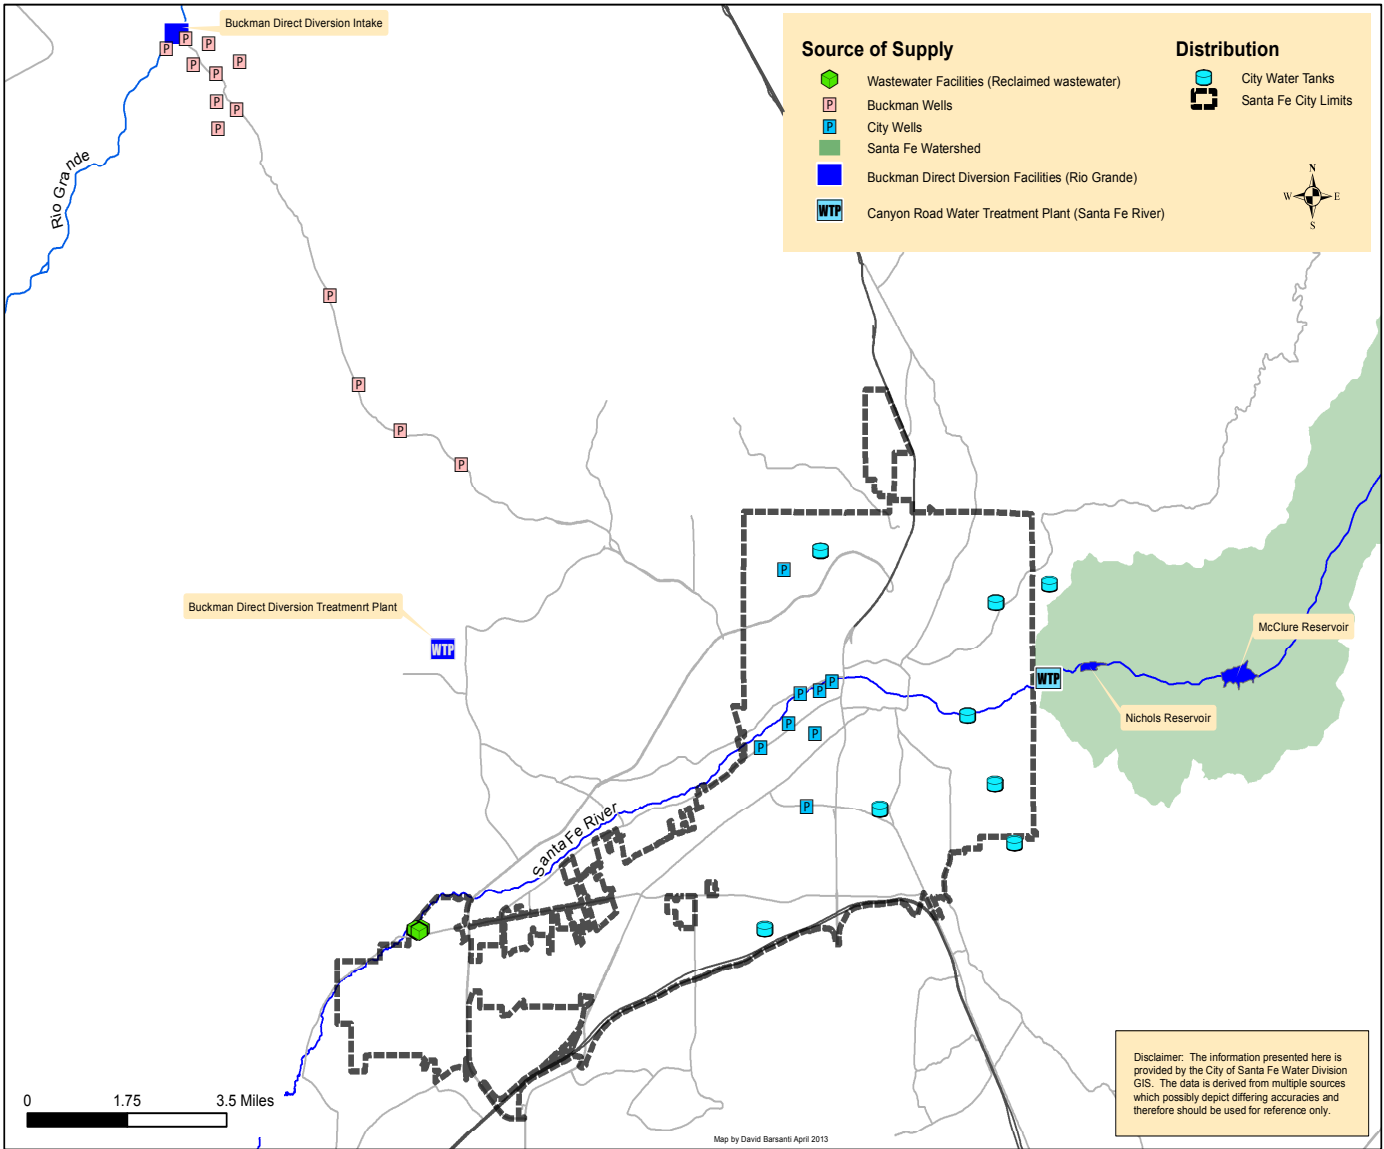 Buckman Direct Diversion Intake
Source of Supply
Wastewater Facilities (Reclaimed wastewater)
P Buckman Wells
P City Wells
Santa Fe Watershed
Buckman Direct Diversion Facilities (Rio Grande)
WTP Canyon Road Water Treatment Plant (Santa Fe River)
Distribution
City Water Tanks
Santa Fe City Limits
N
W E
S
P
P
P
P
P
P
P
P
P
Rio Grande
P
P
P
P
P
Buckman Direct Diversion Treatmenrt Plant
WTP
McClure Reservoir
WTP
Nichols Reservoir
P
P
P
P
P
P
P
Santa Fe River
0 1.75 3.5 Miles
Map by David Barsanti April 2013
Disclaimer: The information presented here is
provided by the City of Santa Fe Water Division
GIS. The data is derived from multiple sources
which possibly depict differing accuracies and
therefore should be used for reference only.